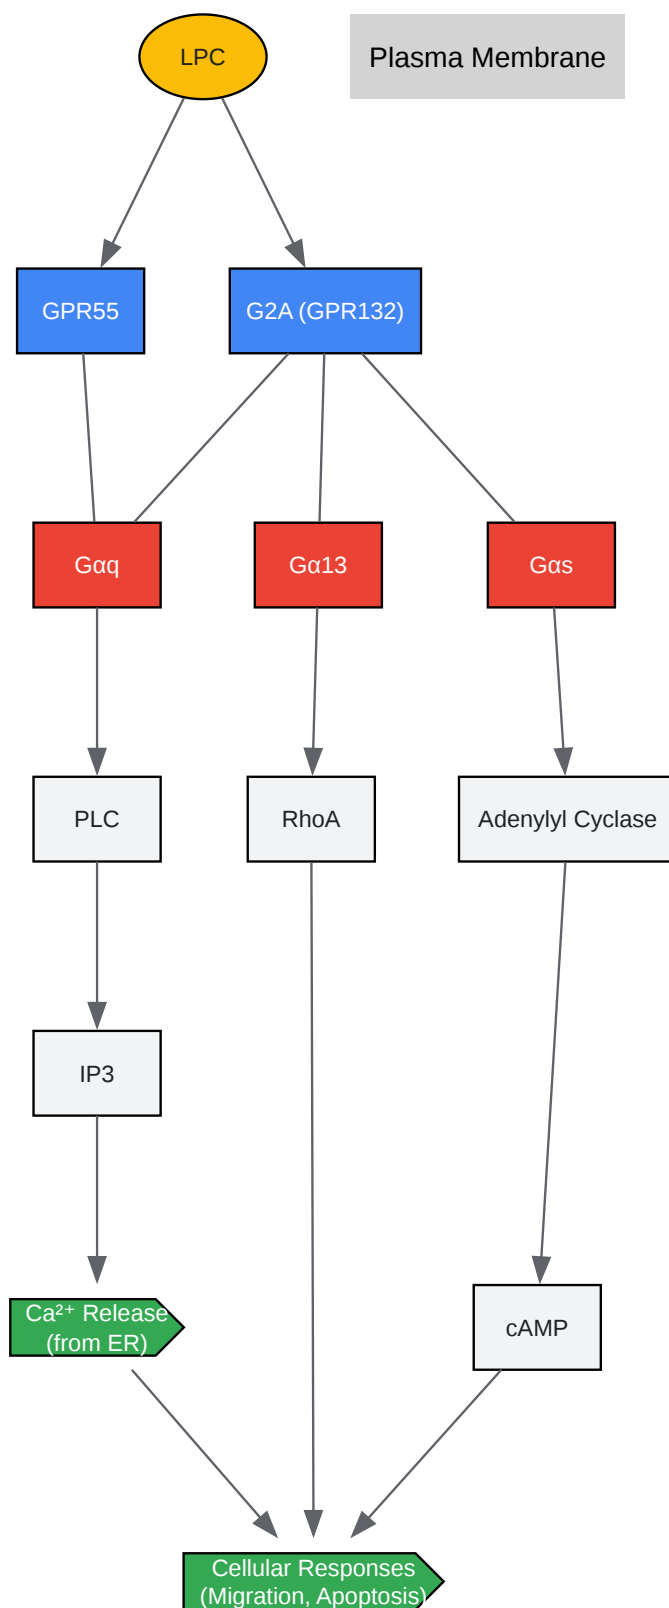 LPC
Plasma Membrane
GPR55
G2A (GPR132)
Gαq
Gα13
Gαs
PLC
RhoA
Adenylyl Cyclase
IP3
Ca²⁺ Release
(from ER)
cAMP
Cellular Responses
(Migration, Apoptosis)